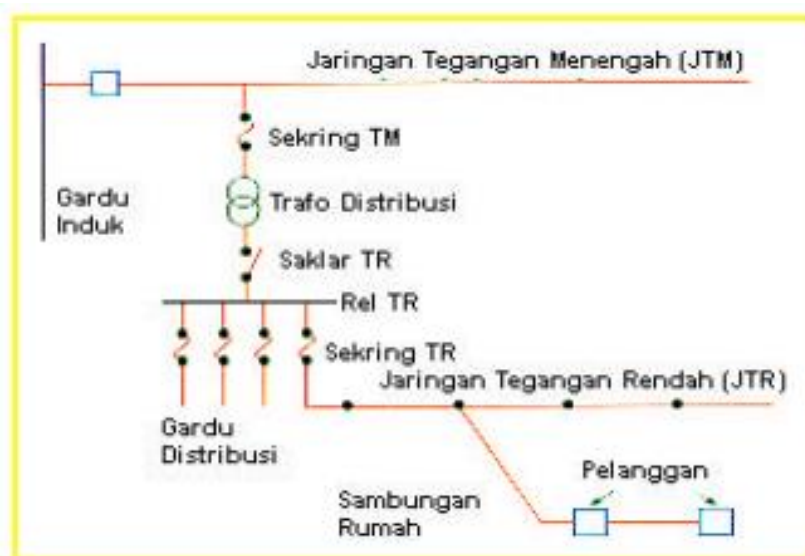 Jaringan Tegangan Menengah (JTM)
Sekring TM
Gardu
Induk
Trafo Distribusi
Saklar TR
Rel TR
Sekring TR
Jaringan Tegangan Rendah (JTR)
Gardu
Distribusi
Pelanggan
Sambungan
Rumah